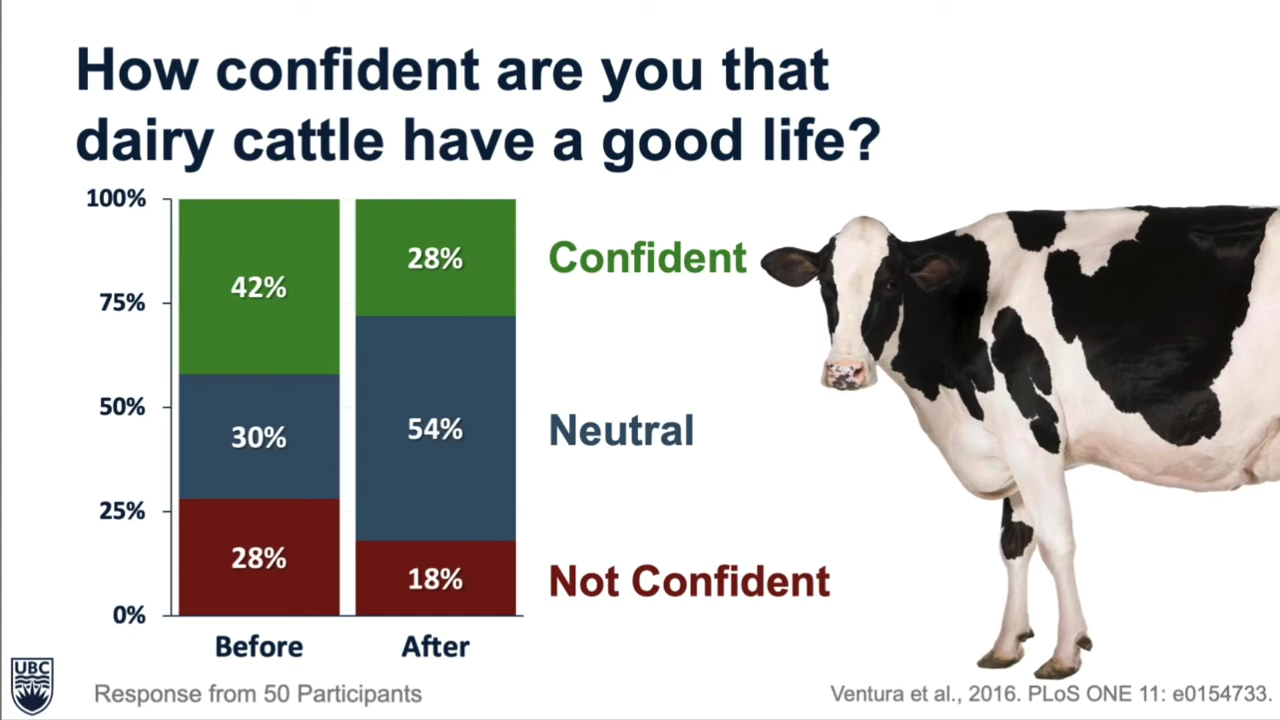 How confident are you that
dairy cattle have a good life?
100%
75%
50%
25%
0%
42%
30%
28%
28%
54%
18%
Confident
Neutral
Not Confident
Before
After
UBC
Response from 50 Participants
Ventura et al., 2016. PLoS ONE 11: e0154733.